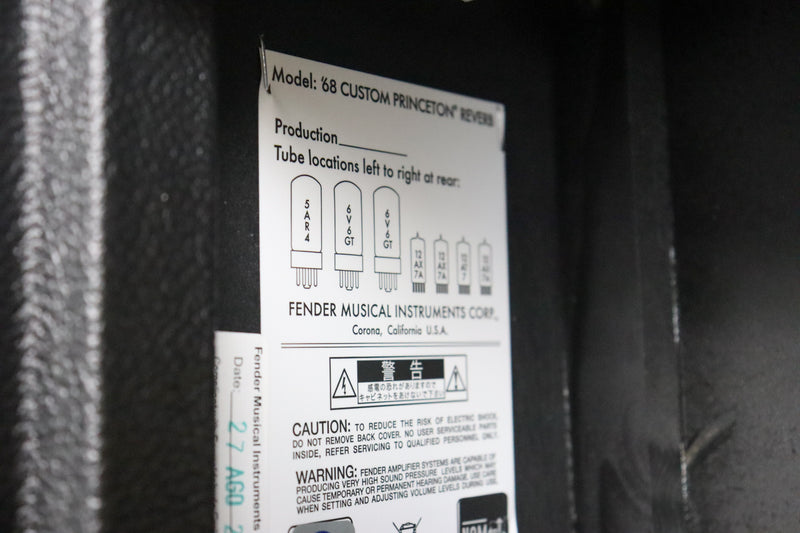 Model: '68 CUSTOM PRINCETON® REVERB
Production
Tube locations left to right at rear:
5AR4 6V6GT 6V6GT 12AX7A 12AX7A 12AT7 12AX7A
FENDER MUSICAL INSTRUMENTS CORP.,
Corona, California U.S.A.
警告
感電の恐れがありますので
キャビネットをあけないで下さい
CAUTION: TO REDUCE THE RISK OF ELECTRIC SHOCK,
DO NOT REMOVE BACK COVER. NO USER SERVICEABLE PARTS
INSIDE, REFER SERVICING TO QUALIFIED PERSONNEL ONLY.
WARNING: FENDER AMPLIFIER SYSTEMS ARE CAPABLE OF
PRODUCING VERY HIGH SOUND PRESSURE LEVELS WHICH MAY
CAUSE TEMPORARY OR PERMANENT HEARING DAMAGE. USE CARE
WHEN SETTING AND ADJUSTING VOLUME LEVELS DURING USE.
NOM
Fender Musical Instruments
Date: 27 AGO 2